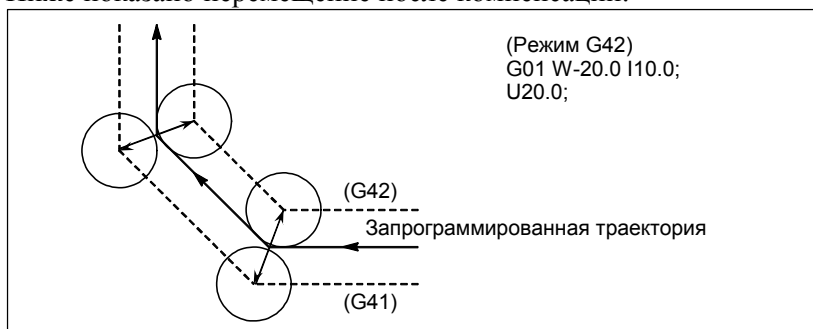 Ниже показано перемещение после компенсации.
(Режим G42)
G01 W-20.0 I10.0;
U20.0;
(G42)
Запрограммированная траектория
(G41)